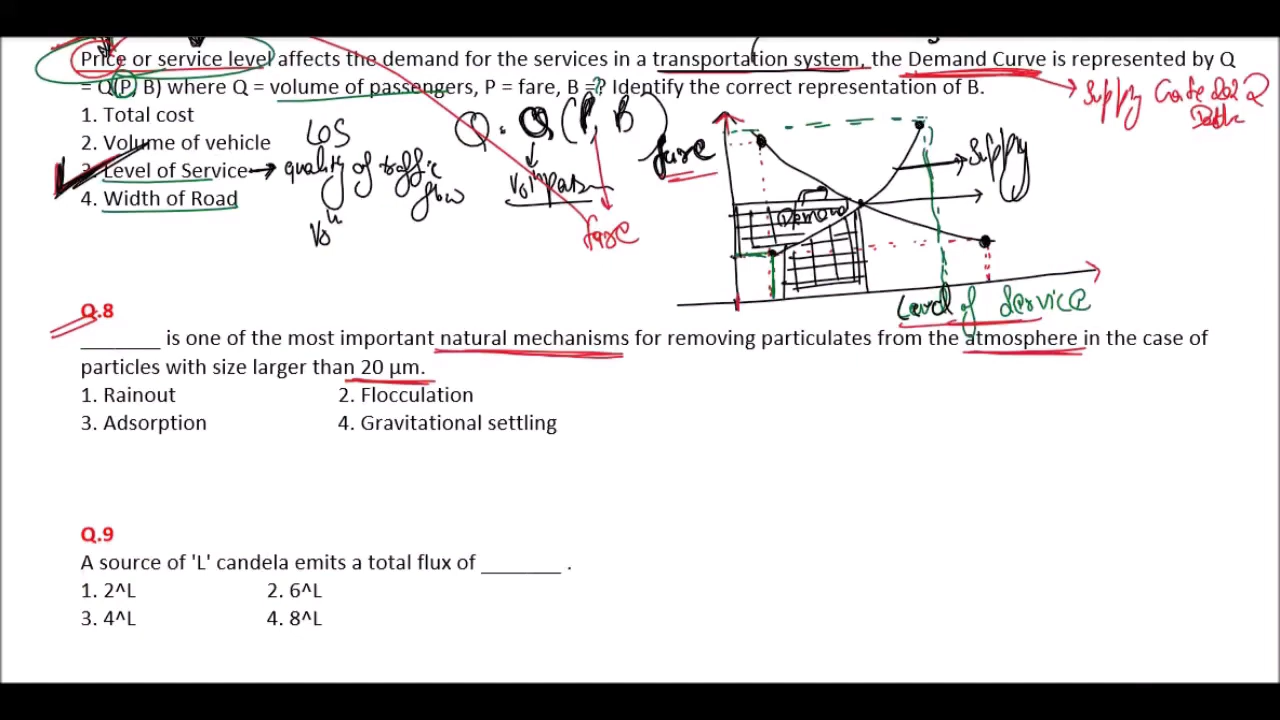 Price or service level affects the demand for the services in a transportation system, the Demand Curve is represented by Q
= Q(P, B) where Q = volume of passengers, P = fare, B =? Identify the correct representation of B.
1. Total cost
2. Volume of vehicle
3. Level of Service → quality of traffic flow
4. Width of Road
LOS
Q = Q (P, B)
fare
fare
Supply
Demand
Supply
Level of Service
Q.8
________ is one of the most important natural mechanisms for removing particulates from the atmosphere in the case of
particles with size larger than 20 µm.
1. Rainout 2. Flocculation
3. Adsorption 4. Gravitational settling
Q.9
A source of 'L' candela emits a total flux of ________ .
1. 2^L 2. 6^L
3. 4^L 4. 8^L